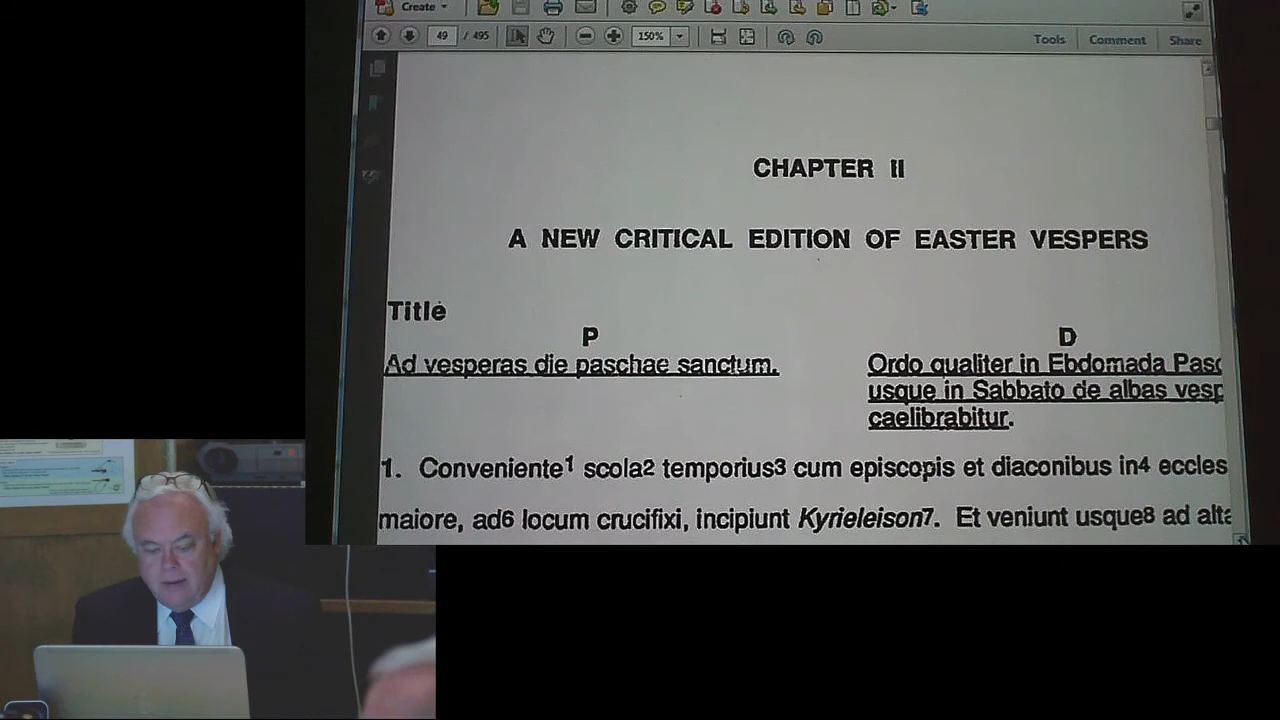 Create
49 / 495 150% Tools Comment Share
CHAPTER II
A NEW CRITICAL EDITION OF EASTER VESPERS
Title
P D
Ad vesperas die paschae sanctum. Ordo qualiter in Ebdomada Pasc
usque in Sabbato de albas vesp
caelibrabitur.
1. Conveniente1 scola2 temporius3 cum episcopis et diaconibus in4 eccles
maiore, ad6 locum crucifixi, incipiunt Kyrieleison7. Et veniunt usque8 ad alta